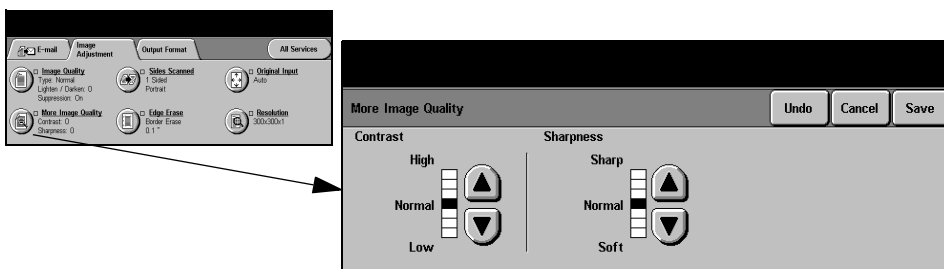 E-mail
Image
Adjustment
Output Format
All Services
Image Quality
Type: Normal
Lighten / Darken: 0
Suppression: On
Sides Scanned
1 Sided
Portrait
Original Input
Auto
More Image Quality
Contrast: 0
Sharpness: 0
Edge Erase
Border Erase
0.1 "
Resolution
300x300x1
More Image Quality
Undo
Cancel
Save
Contrast
High
Normal
Low
Sharpness
Sharp
Normal
Soft